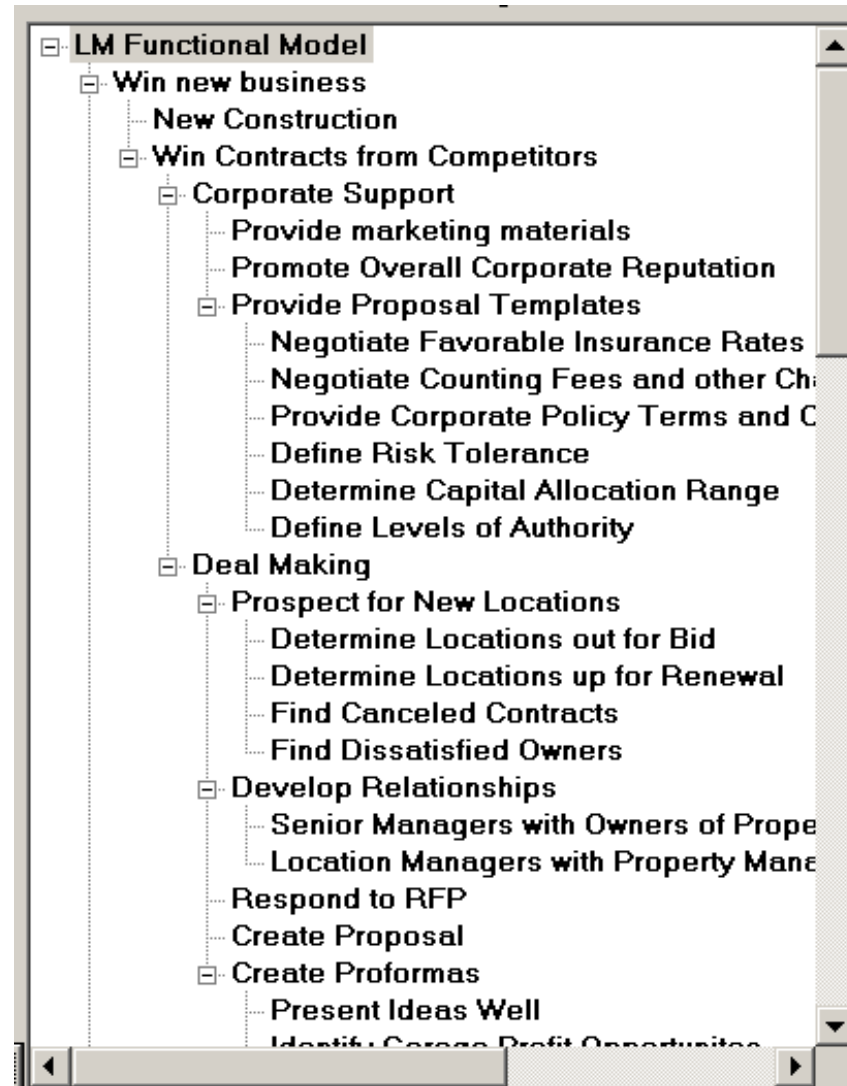 LM Functional Model
Win new business
New Construction
Win Contracts from Competitors
Corporate Support
Provide marketing materials
Promote Overall Corporate Reputation
Provide Proposal Templates
Negotiate Favorable Insurance Rates
Negotiate Counting Fees and other
Provide Corporate Policy Terms and
Define Risk Tolerance
Determine Capital Allocation Range
Define Levels of Authority
Deal Making
Prospect for New Locations
Determine Locations out for Bid
Determine Locations up for Renewal
Find Canceled Contracts
Find Dissatisfied Owners
Develop Relationships
Senior Managers with Owners of
Location Managers with Property
Respond to RFP
Create Proposal
Create Proformas
Present Ideas Well
Identify Garage Profit